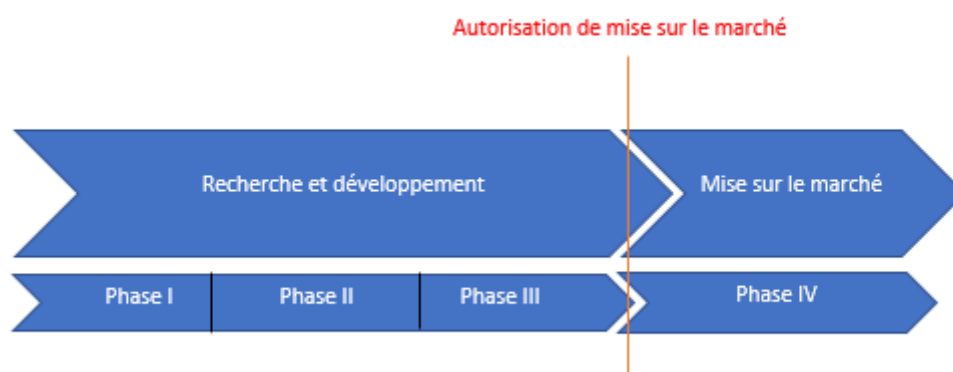 Autorisation de mise sur le marché
Recherche et développement
Mise sur le marché
Phase I
Phase II
Phase III
Phase IV